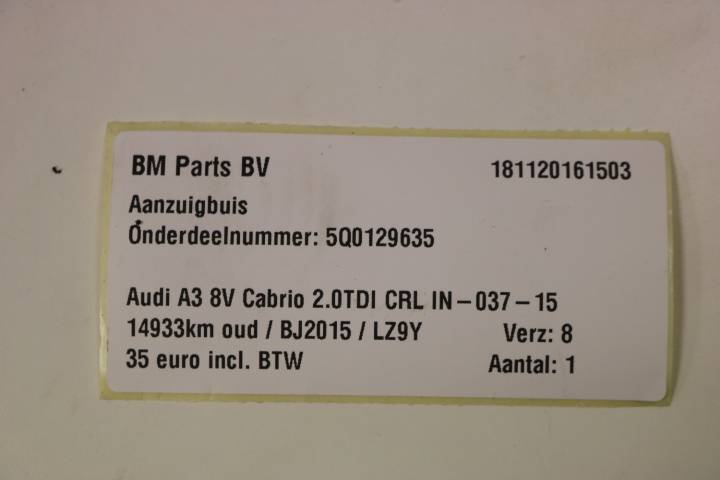 BM Parts BV 181120161503
Aanzuigbuis
Onderdeelnummer: 5Q0129635
Audi A3 8V Cabrio 2.0TDI CRL IN-037-15
14933km oud / BJ2015 / LZ9Y Verz: 8
35 euro incl. BTW Aantal: 1